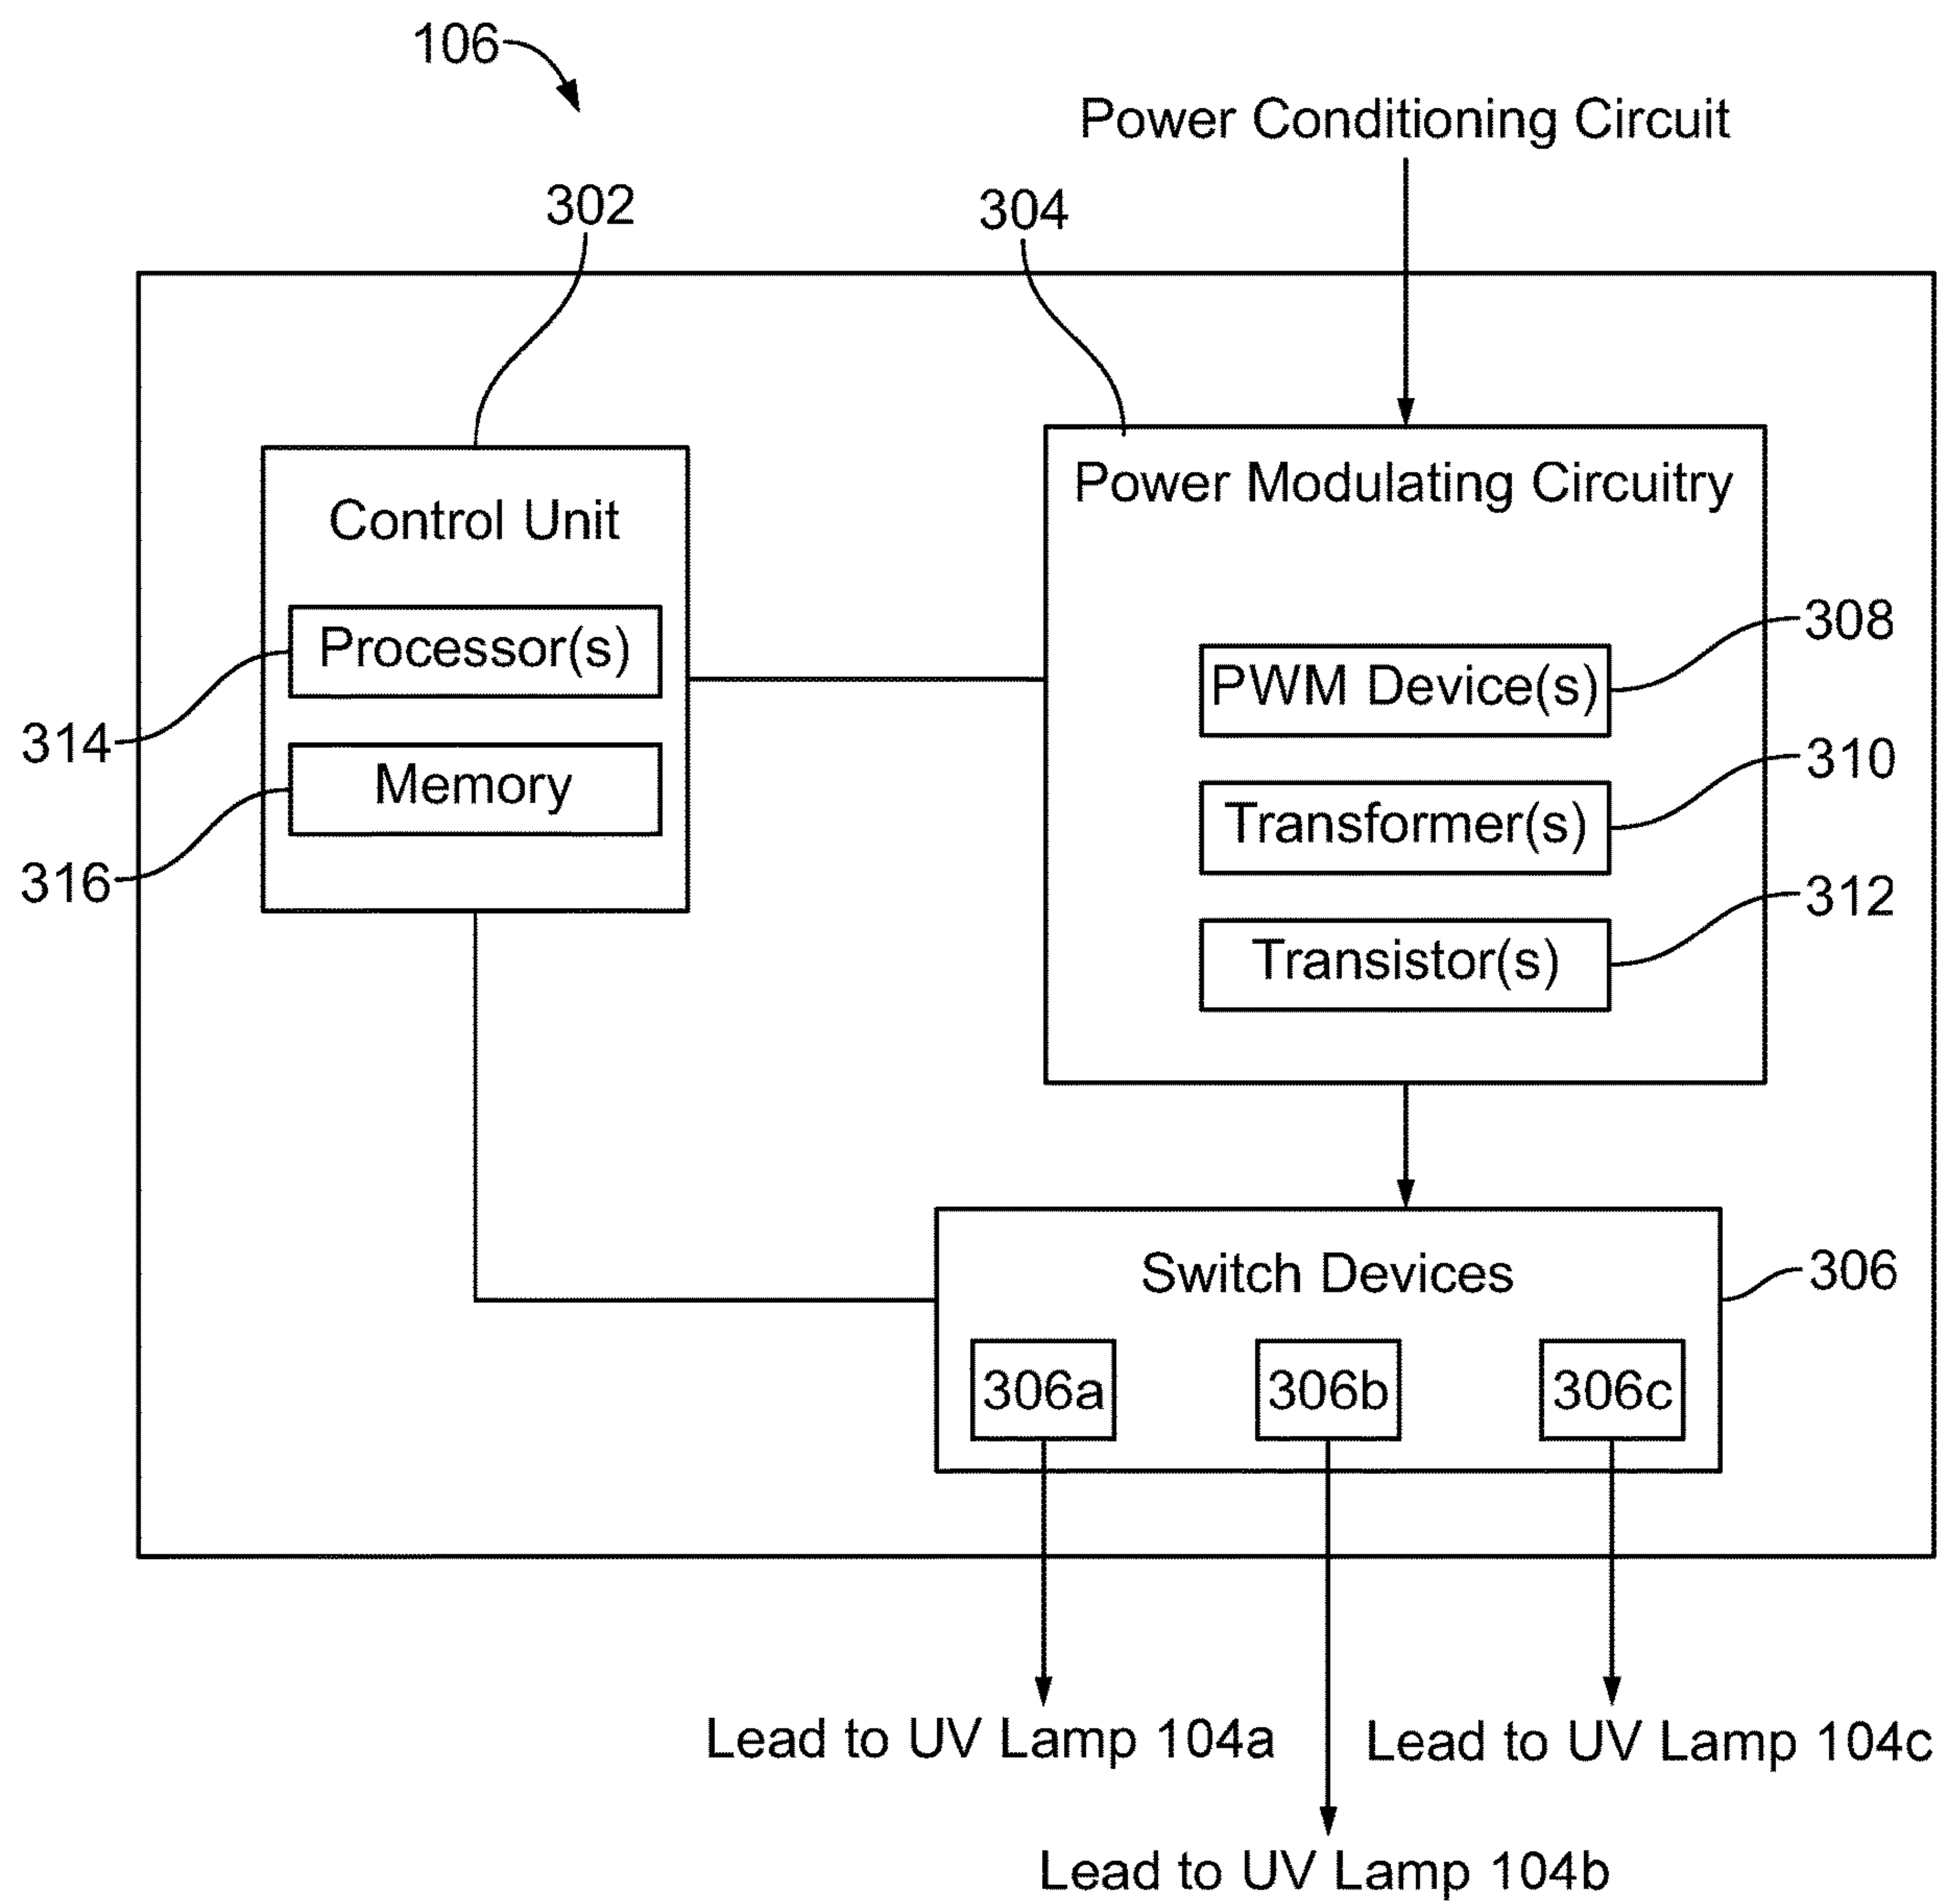 106
Power Conditioning Circuit
302
304
Control Unit
Power Modulating Circuitry
Processor(s)
PWM Device(s)
308
314
Memory
Transformer(s)
310
316
Transistor(s)
312
Switch Devices
306
306a
306b
306c
Lead to UV Lamp 104a
Lead to UV Lamp 104c
Lead to UV Lamp 104b